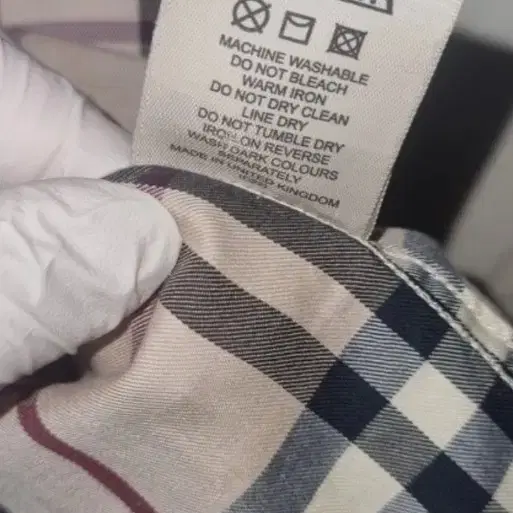 MACHINE WASHABLE
DO NOT BLEACH
WARM IRON
DO NOT DRY CLEAN
LINE DRY
DO NOT TUMBLE DRY
IRON ON REVERSE
WASH DARK COLOURS
SEPARATELY
MADE IN UNITED KINGDOM